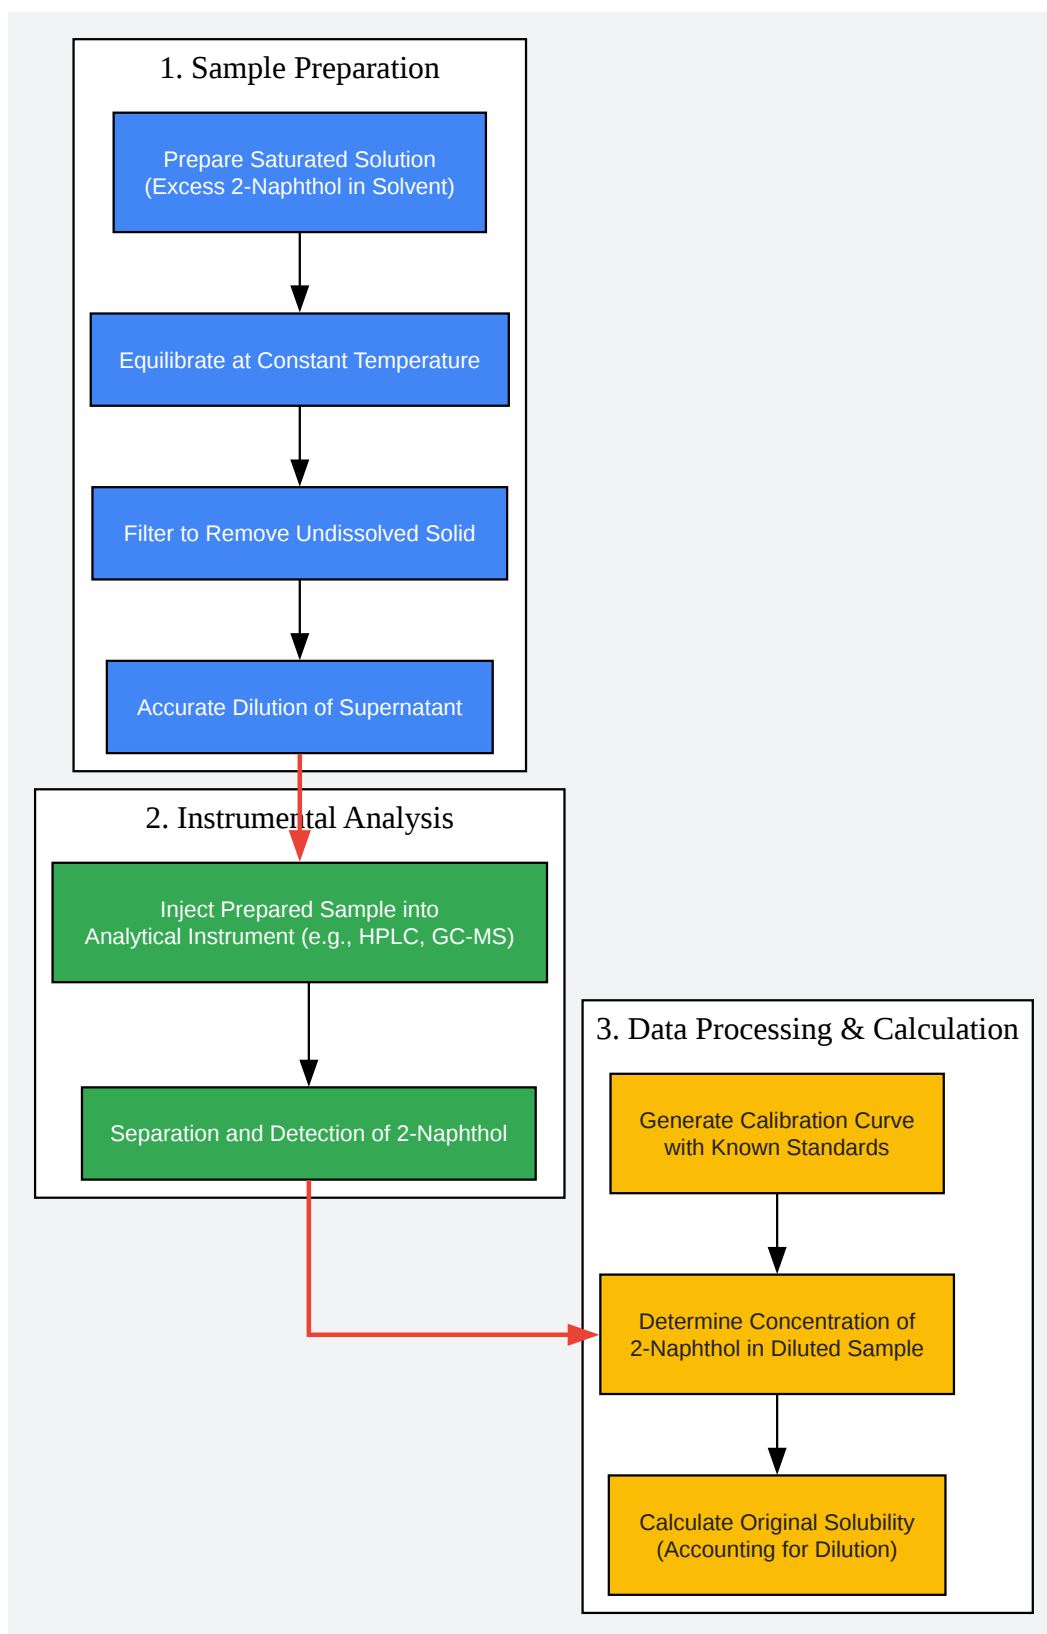 1. Sample Preparation
Prepare Saturated Solution
(Excess 2-Naphthol in Solvent)
Equilibrate at Constant Temperature
Filter to Remove Undissolved Solid
Accurate Dilution of Supernatant
2. Instrumental Analysis
Inject Prepared Sample into
Analytical Instrument (e.g., HPLC, GC-MS)
Separation and Detection of 2-Naphthol
3. Data Processing & Calculation
Generate Calibration Curve
with Known Standards
Determine Concentration of
2-Naphthol in Diluted Sample
Calculate Original Solubility
(Accounting for Dilution)